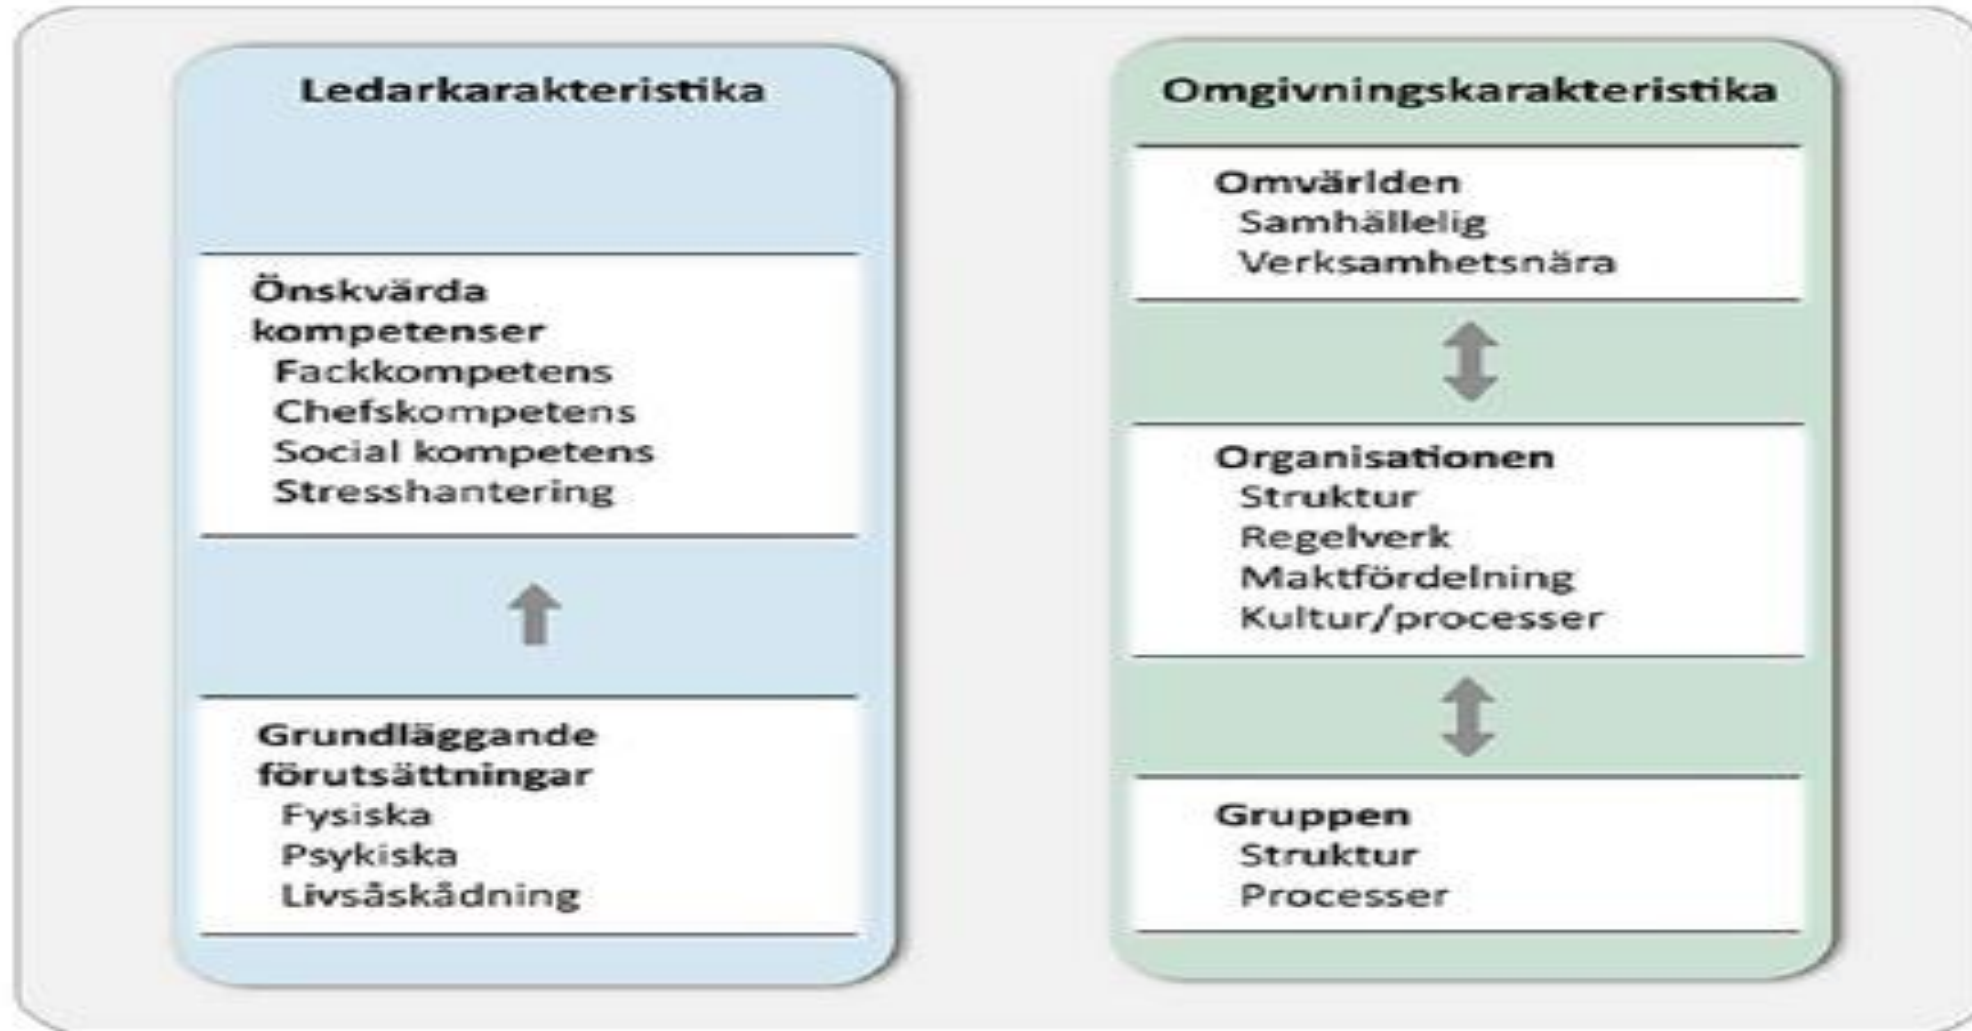 Ledarkarakteristika
Önskvärda
kompetenser
Fackkompetens
Chefskompetens
Social kompetens
Stresshantering
Grundläggande
förutsättningar
Fysiska
Psykiska
Livsåskådning
Omgivningskarakteristika
Omvärlden
Samhällelig
Verksamhetsnära
Organisationen
Struktur
Regelverk
Maktfördelning
Kultur/processer
Gruppen
Struktur
Processer